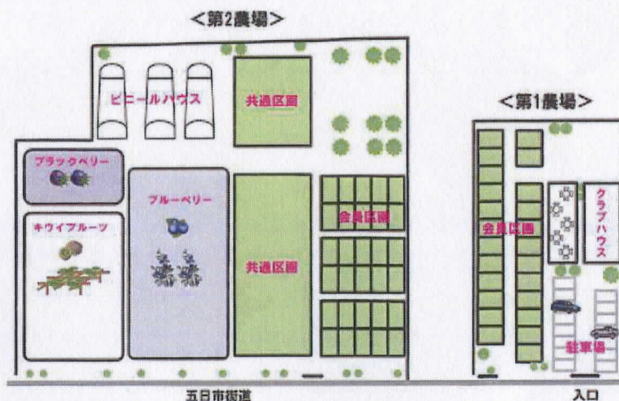 ＜第2農場＞
ビニールハウス
共通区画
ブラックベリー
ブルーベリー
キウイフルーツ
共通区画
会員区画
五日市街道
＜第1農場＞
会員区画
クラブハウス
駐車場
入口